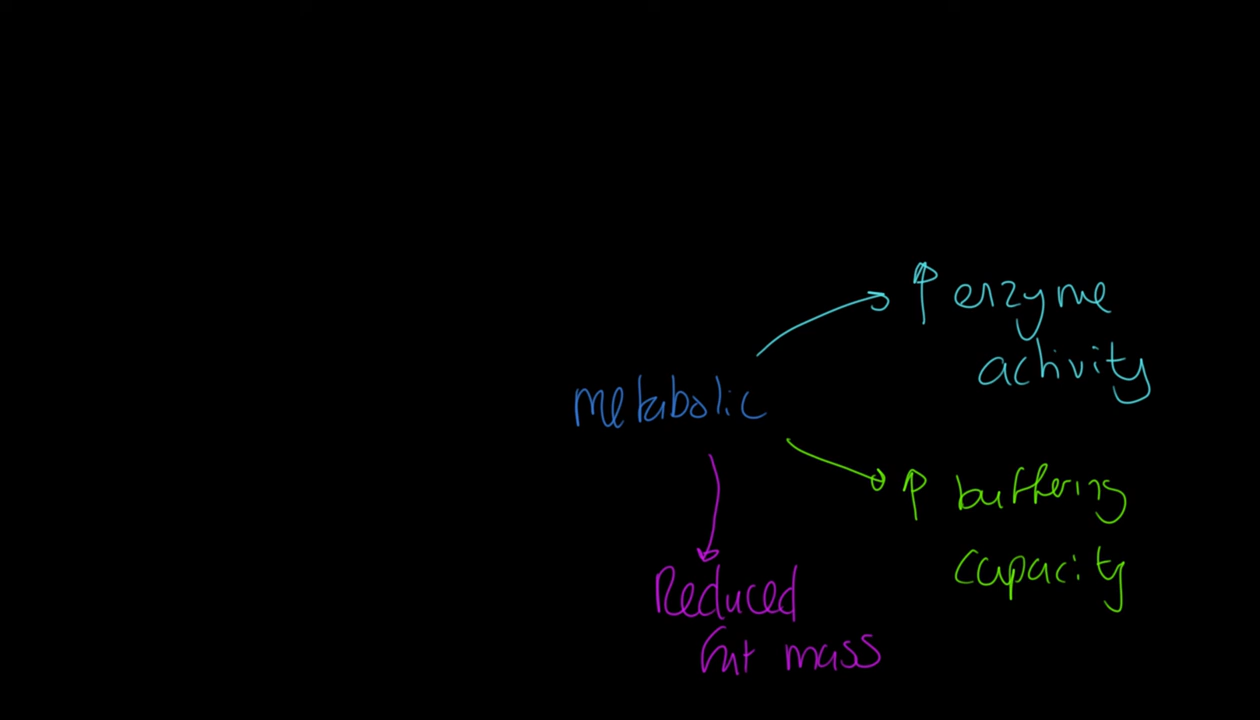 ↑ enzyme
activity
metabolic
↑ buffering
capacity
Reduced
fat mass